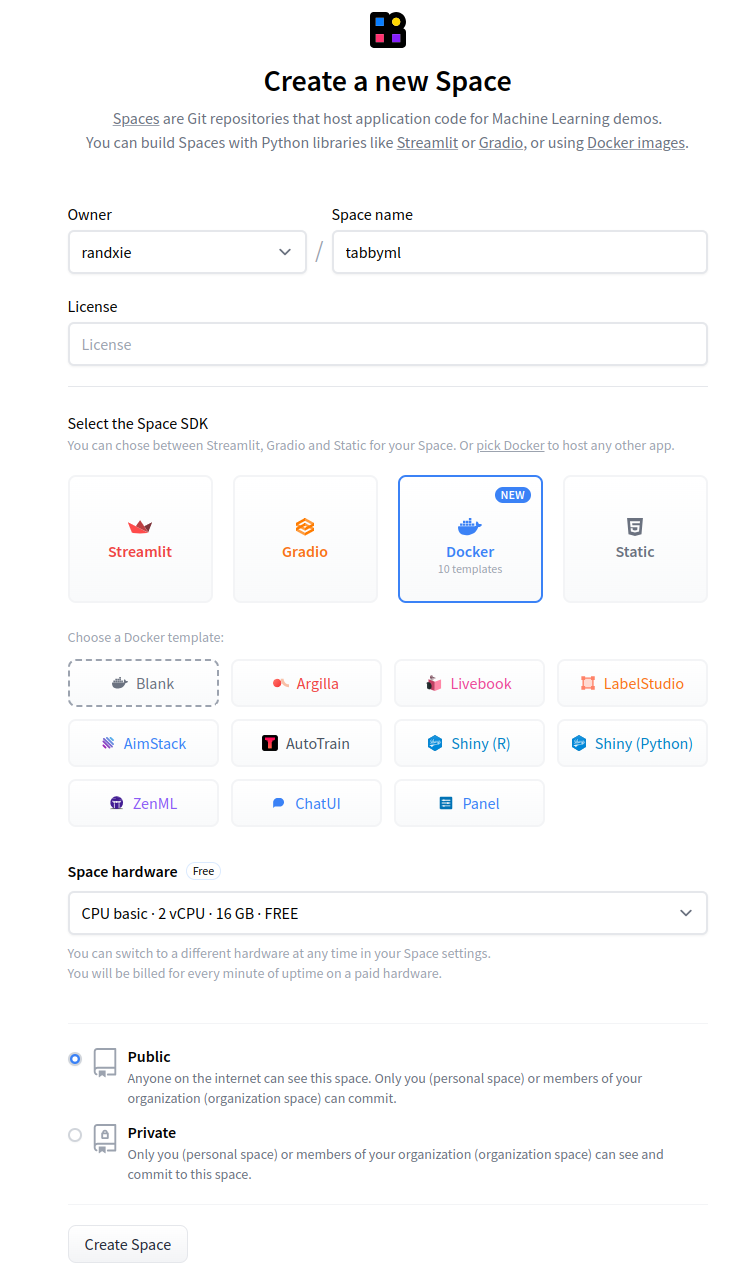 Create a new Space
Spaces are Git repositories that host application code for Machine Learning demos.
You can build Spaces with Python libraries like Streamlit or Gradio, or using Docker images.
Owner
Space name
randxie
/
tabbyml
License
License
Select the Space SDK
You can chose between Streamlit, Gradio and Static for your Space. Or pick Docker to host any other app.
Streamlit
Gradio
NEW
Docker
10 templates
Static
Choose a Docker template:
Blank
Argilla
Livebook
LabelStudio
AimStack
AutoTrain
Shiny (R)
Shiny (Python)
ZenML
ChatUI
Panel
Space hardware Free
CPU basic · 2 vCPU · 16 GB · FREE
You can switch to a different hardware at any time in your Space settings.
You will be billed for every minute of uptime on a paid hardware.
Public
Anyone on the internet can see this space. Only you (personal space) or members of your
organization (organization space) can commit.
Private
Only you (personal space) or members of your organization (organization space) can see and
commit to this space.
Create Space